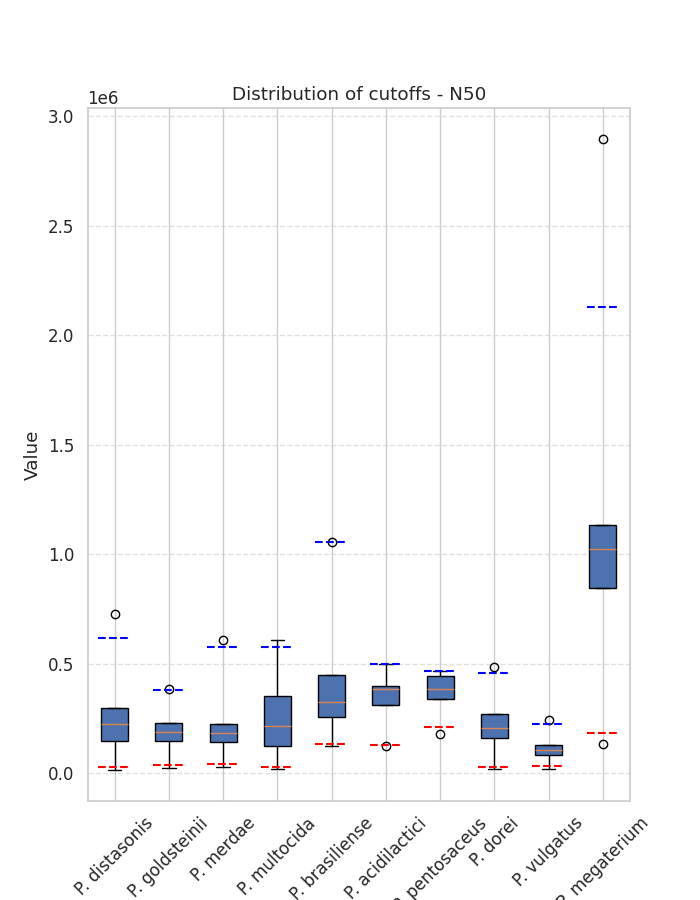 Distribution of cutoffs - N50
1e6
3.0
2.5
2.0
1.5
1.0
0.5
0.0
Value
P. distasonis
P. goldsteinii
P. merdae
P. multocida
P. brasiliense
P. acidilactici
P. pentosaceus
P. dorei
P. vulgatus
P. megaterium